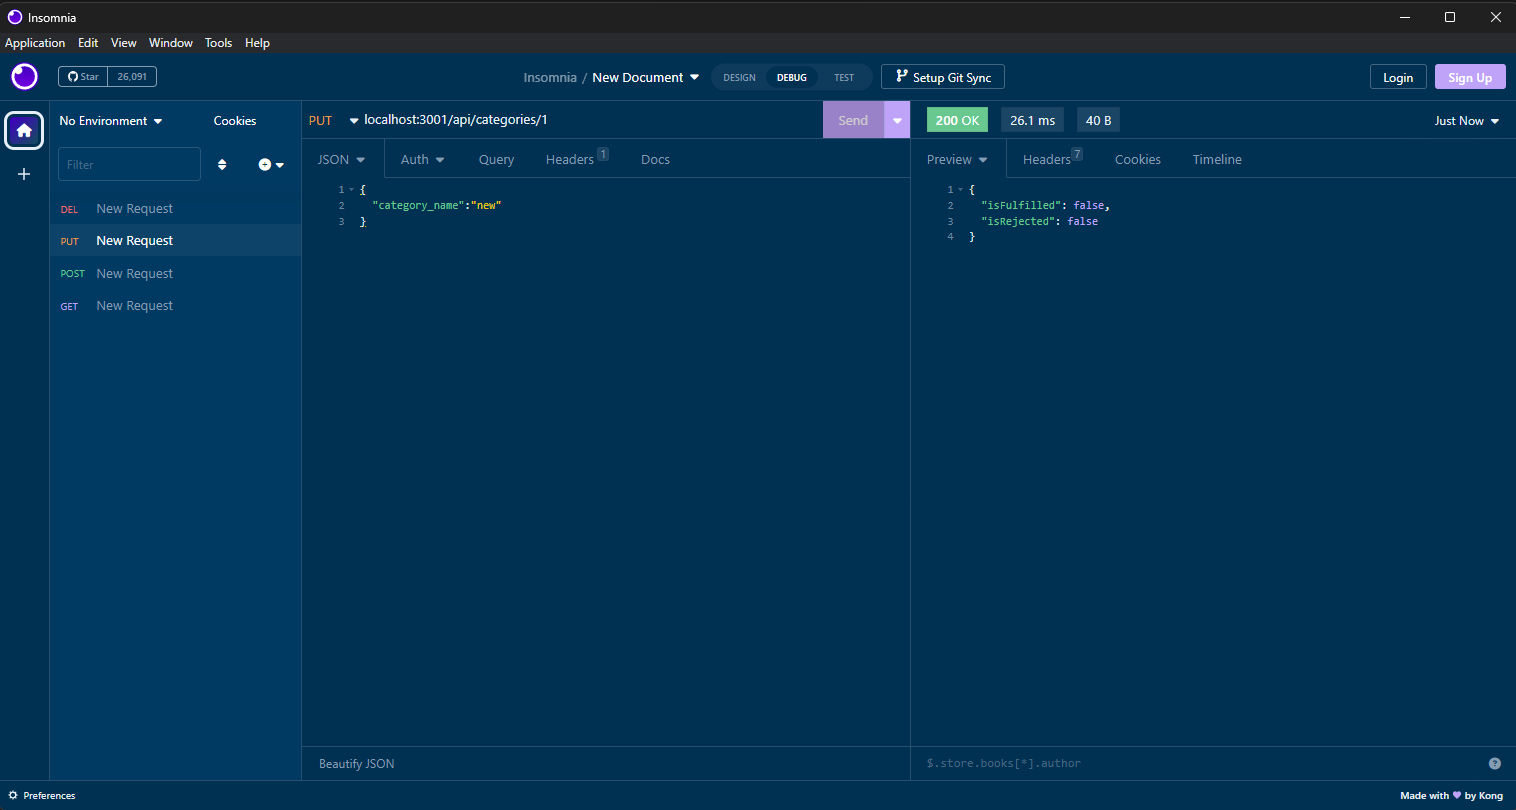 Insomnia
Application Edit View Window Tools Help
Star 26,091
Insomnia / New Document
DESIGN DEBUG TEST
Setup Git Sync
Login
Sign Up
No Environment
Cookies
Filter
DEL New Request
PUT New Request
POST New Request
GET New Request
PUT localhost:3001/api/categories/1
Send
JSON Auth Query Headers 1 Docs
1 {
2 "category_name":"new"
3 }
Beautify JSON
200 OK 26.1 ms 40 B
Just Now
Preview Headers 7 Cookies Timeline
1 {
2 "isFulfilled": false,
3 "isRejected": false
4 }
$.store.books[*].author
?
Preferences
Made with ♥ by Kong